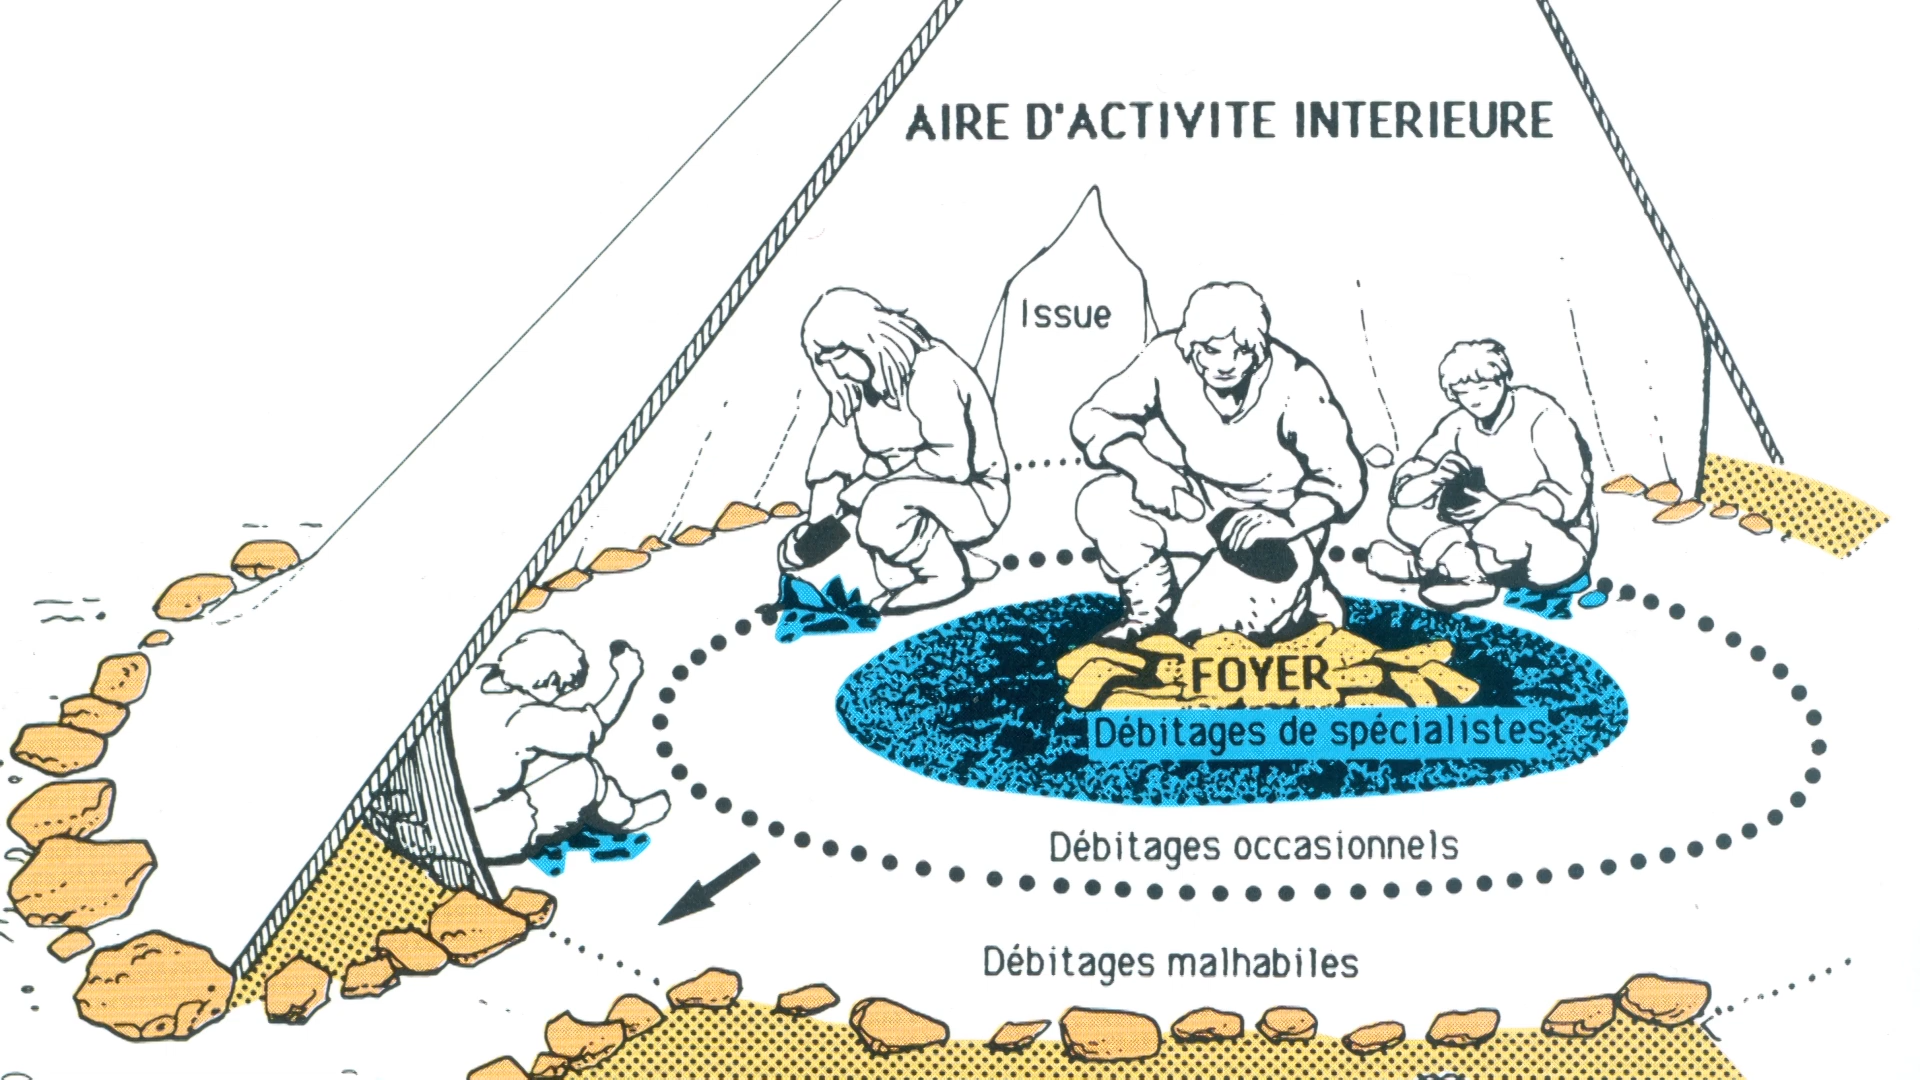 AIRE D'ACTIVITE INTERIEURE
Issue
FOYER
Débitages de spécialistes
Débitages occasionnels
Débitages malhabiles